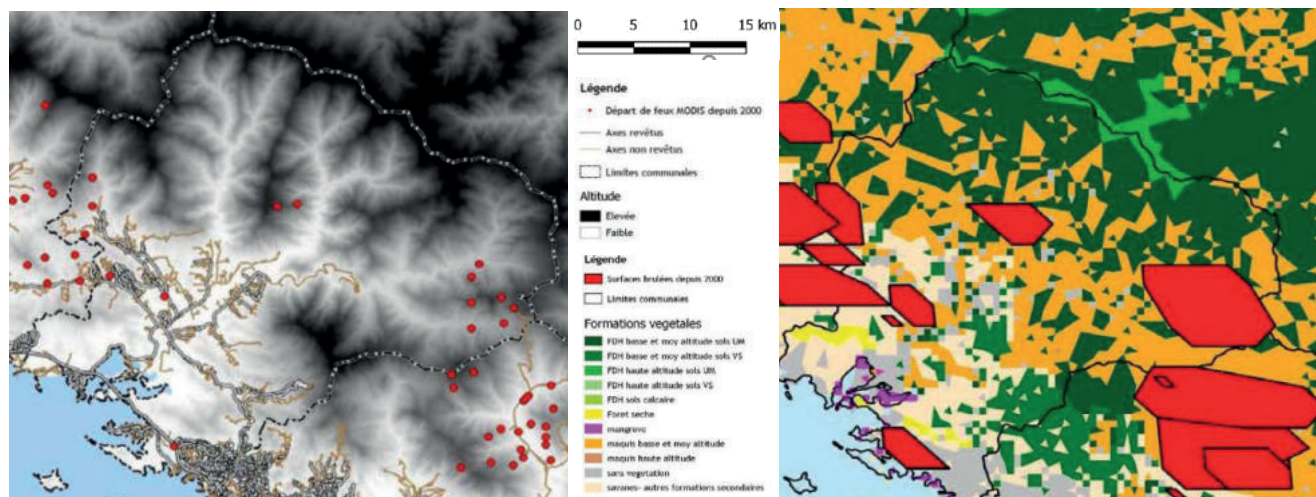 0 5 10 15 km
Légende
Départ de feux MODIS depuis 2000
Axes revêtus
Axes non revêtus
Limites communales
Altitude
Elevée
Faible
Légende
Surfaces brulées depuis 2000
Limites communales
Formations vegetales
FDH basse et moy altitude sols UM
FDH basse et moy altitude sols VS
FDH haute altitude sols UM
FDH haute altitude sols VS
FDH sols calcaire
Foret seche
mangrove
maquis basse et moy altitude
maquis haute altitude
sans vegetation
savanes- autres formations secondaires